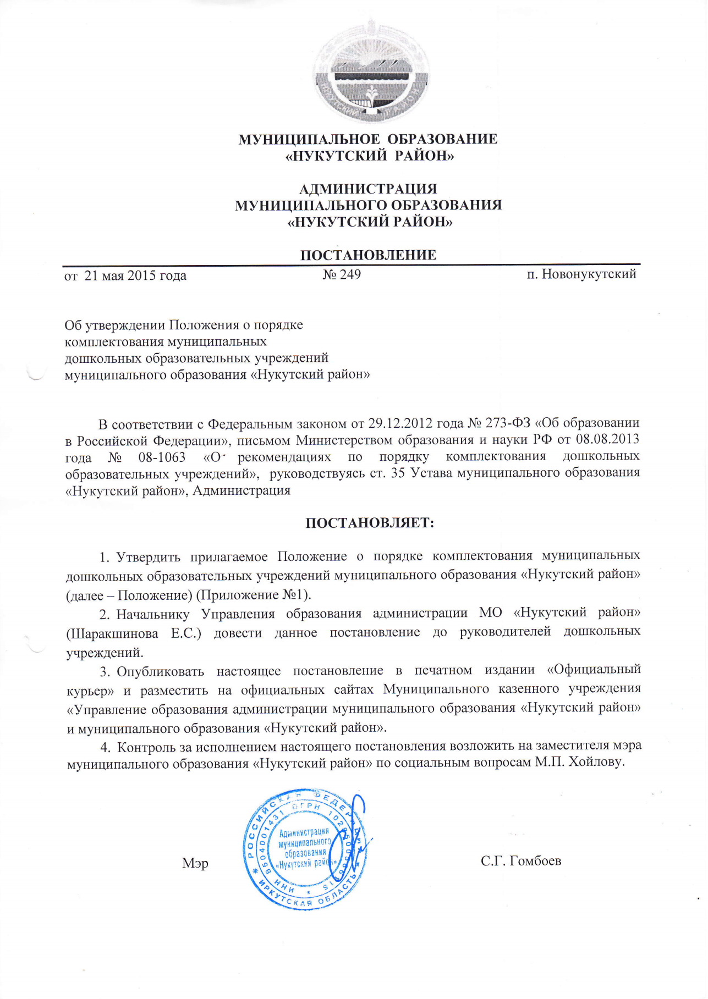 НУКУТСКИЙ РАЙОН
МУНИЦИПАЛЬНОЕ ОБРАЗОВАНИЕ
«НУКУТСКИЙ РАЙОН»
АДМИНИСТРАЦИЯ
МУНИЦИПАЛЬНОГО ОБРАЗОВАНИЯ
«НУКУТСКИЙ РАЙОН»
ПОСТАНОВЛЕНИЕ
от 21 мая 2015 года № 249 п. Новонукутский
Об утверждении Положения о порядке
комплектования муниципальных
дошкольных образовательных учреждений
муниципального образования «Нукутский район»
В соответствии с Федеральным законом от 29.12.2012 года № 273-ФЗ «Об образовании
в Российской Федерации», письмом Министерством образования и науки РФ от 08.08.2013
года № 08-1063 «О рекомендациях по порядку комплектования дошкольных
образовательных учреждений», руководствуясь ст. 35 Устава муниципального образования
«Нукутский район», Администрация
ПОСТАНОВЛЯЕТ:
1. Утвердить прилагаемое Положение о порядке комплектования муниципальных
дошкольных образовательных учреждений муниципального образования «Нукутский район»
(далее – Положение) (Приложение №1).
2. Начальнику Управления образования администрации МО «Нукутский район»
(Шаракшинова Е.С.) довести данное постановление до руководителей дошкольных
учреждений.
3. Опубликовать настоящее постановление в печатном издании «Официальный
курьер» и разместить на официальных сайтах Муниципального казенного учреждения
«Управление образования администрации муниципального образования «Нукутский район»
и муниципального образования «Нукутский район».
4. Контроль за исполнением настоящего постановления возложить на заместителя мэра
муниципального образования «Нукутский район» по социальным вопросам М.П. Хойлову.
РОССИЙСКАЯ ФЕДЕРАЦИЯ
ИРКУТСКАЯ ОБЛАСТЬ
ИНН 8504001431 ОГРН
Администрация
муниципального
образования
«Нукутский район»
Мэр С.Г. Гомбоев